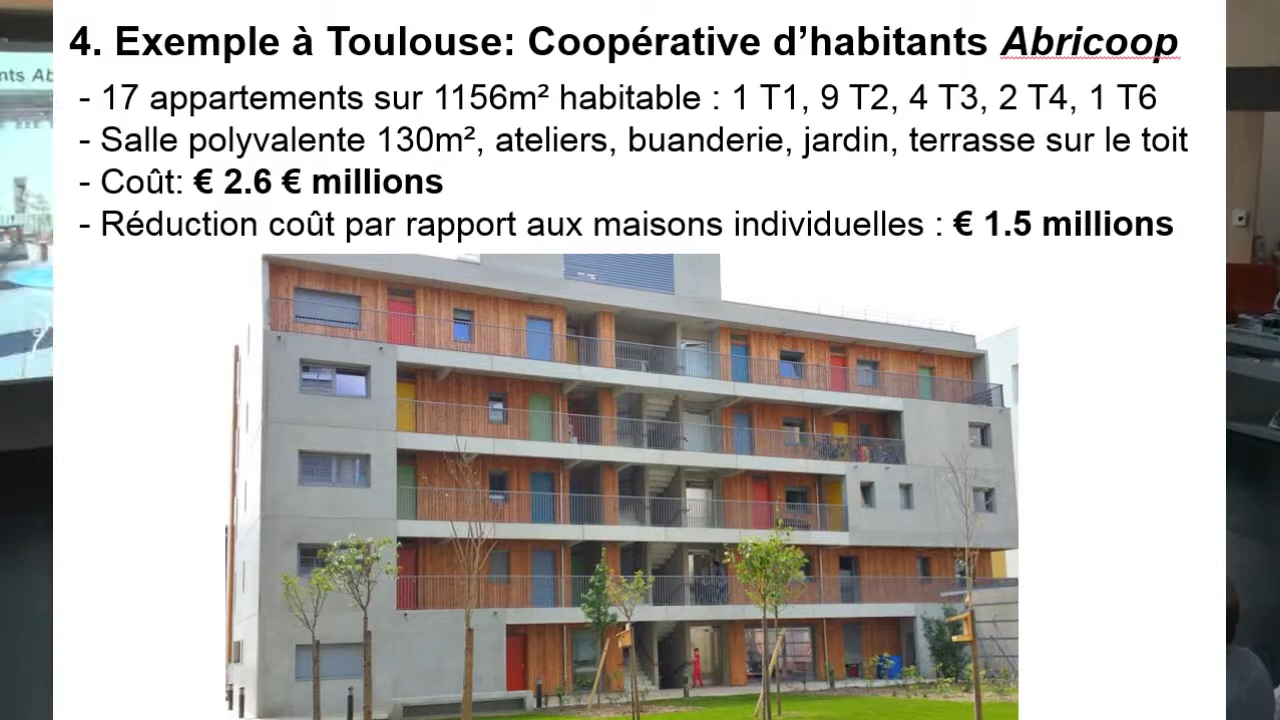 4. Exemple à Toulouse: Coopérative d'habitants Abricoop
- 17 appartements sur 1156m² habitable : 1 T1, 9 T2, 4 T3, 2 T4, 1 T6
- Salle polyvalente 130m², ateliers, buanderie, jardin, terrasse sur le toit
- Coût: € 2.6 € millions
- Réduction coût par rapport aux maisons individuelles : € 1.5 millions
nts Ab